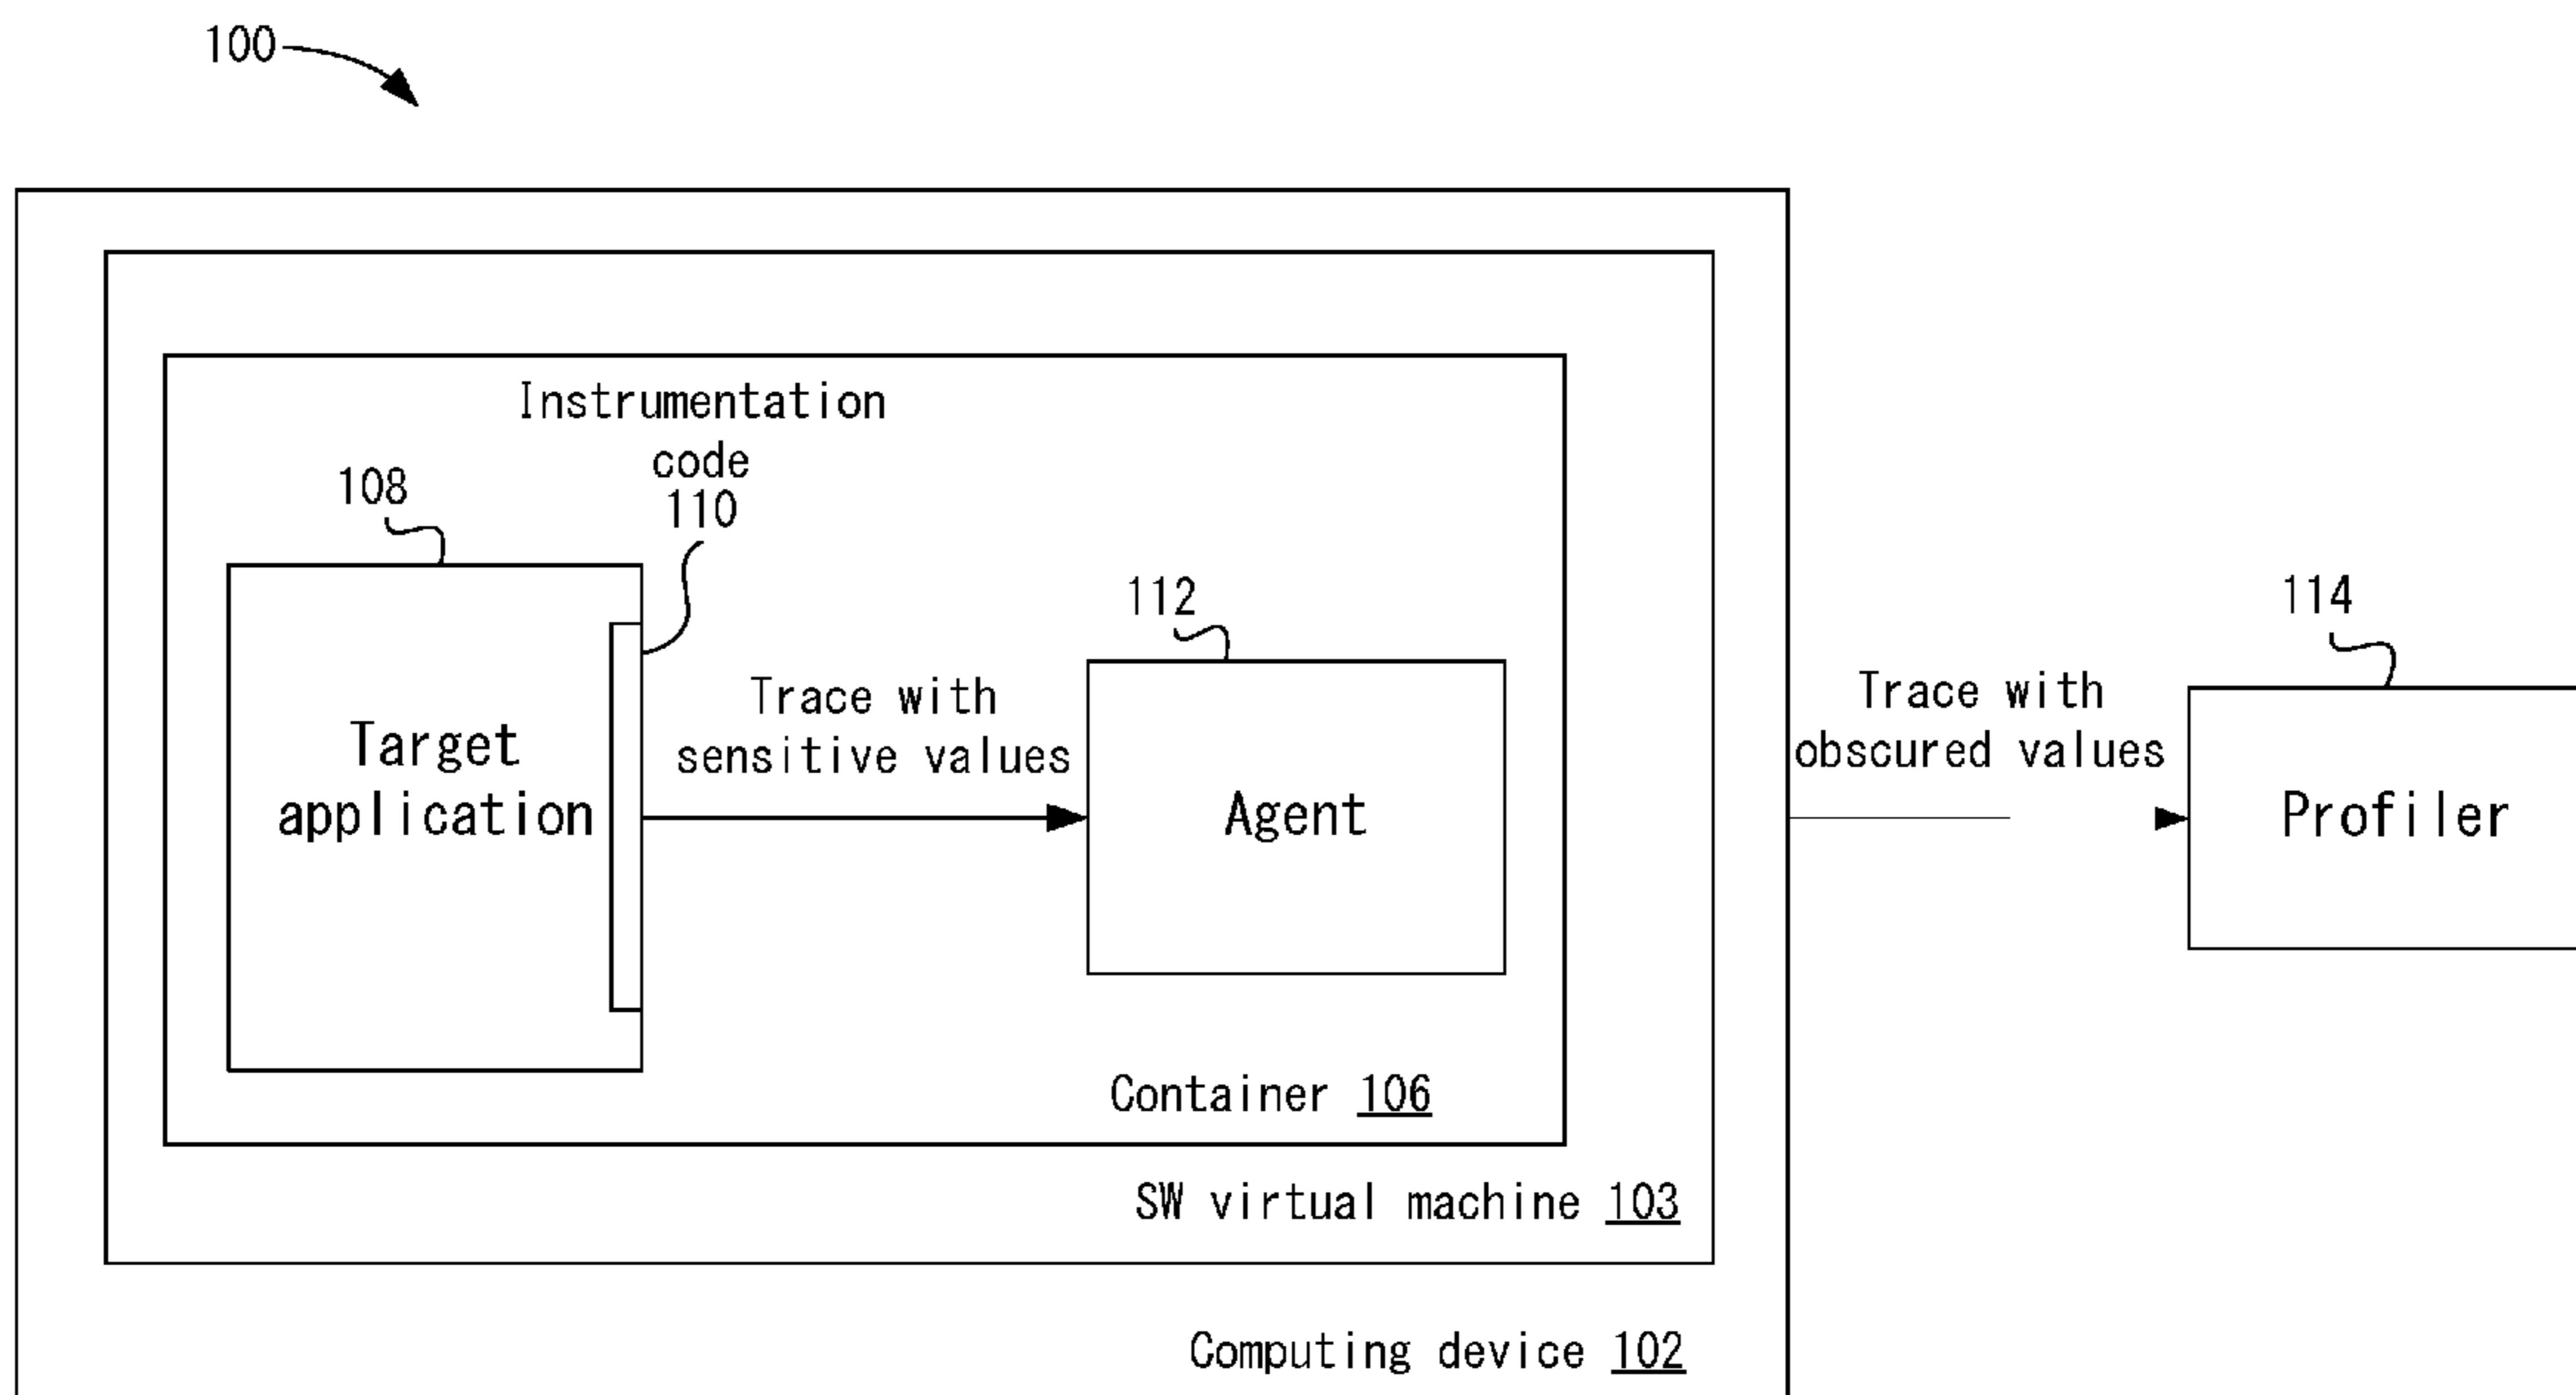 100
Instrumentation
code
110
108
112
114
Target
application
Trace with
sensitive values
Agent
Trace with
obscured values
Profiler
Container 106
SW virtual machine 103
Computing device 102